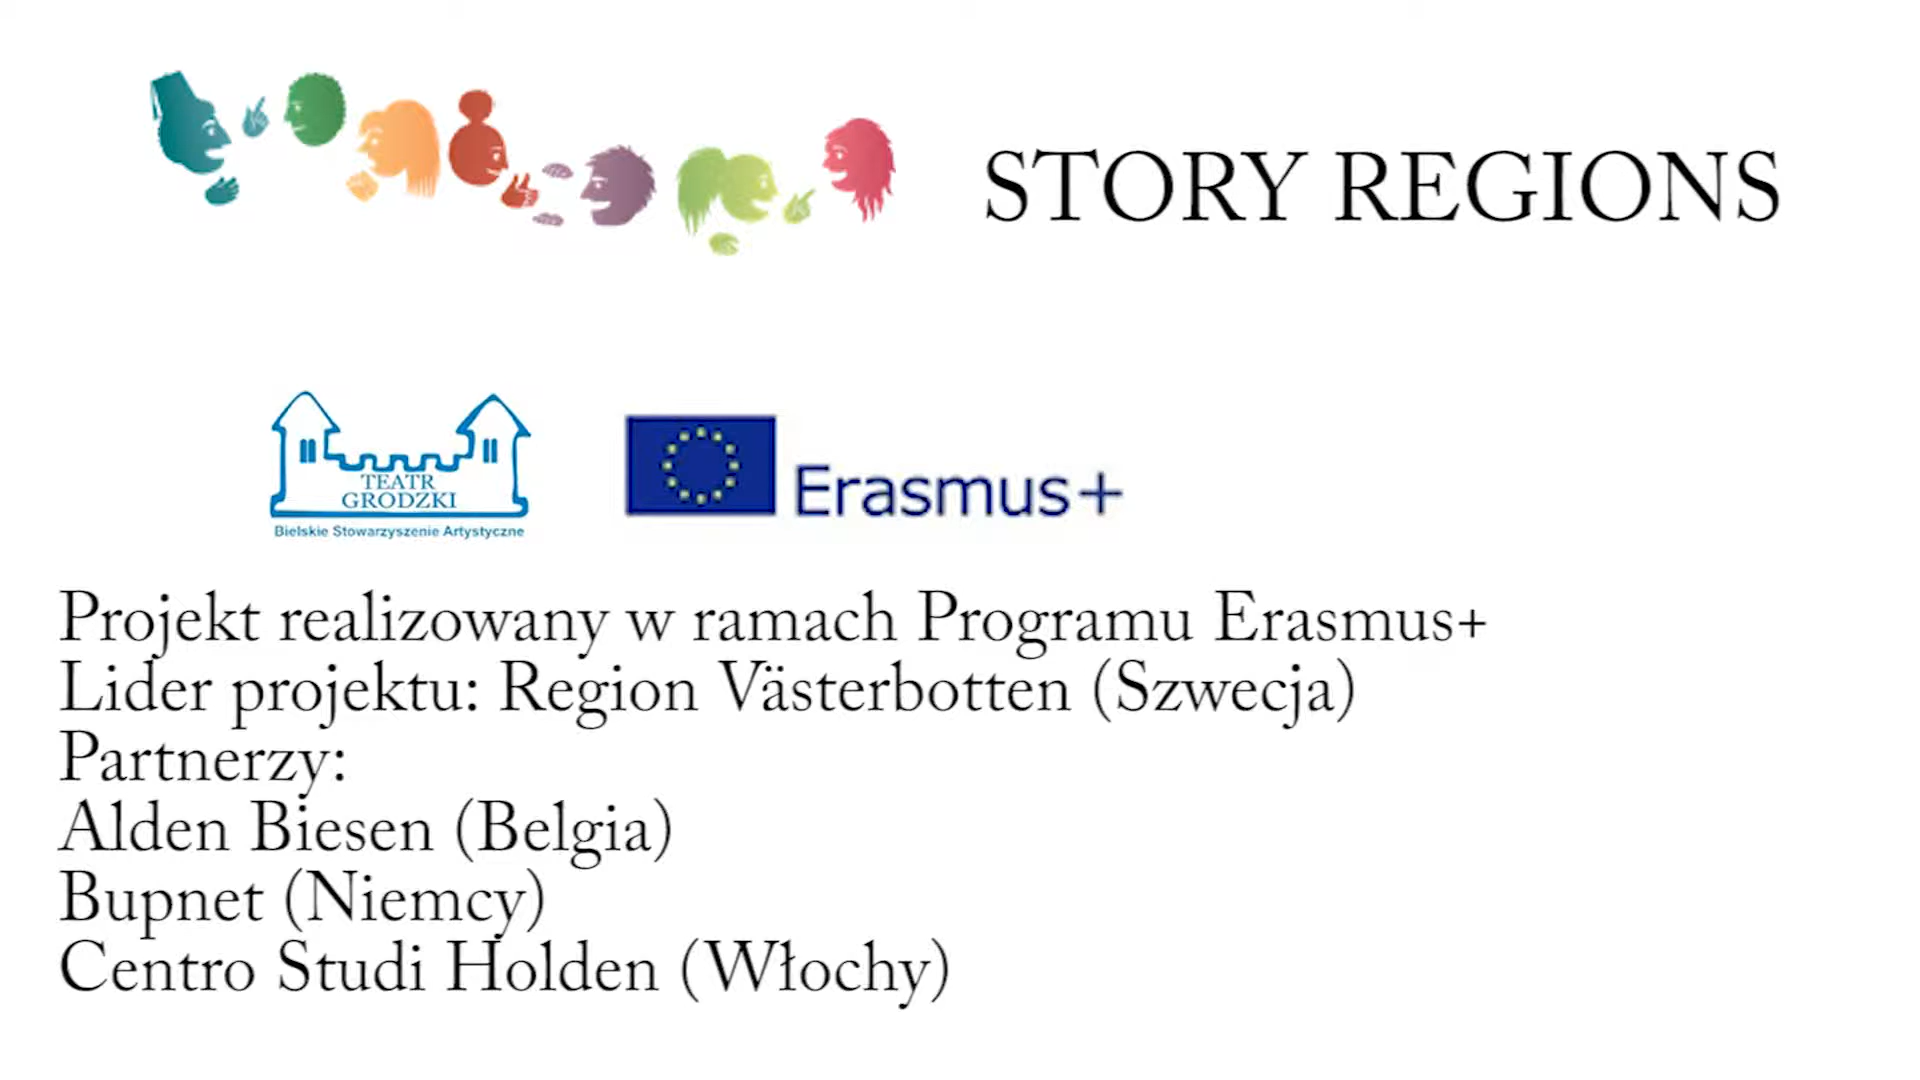 STORY REGIONS
TEATR
GRODZKI
Bielskie Stowarzyszenie Artystyczne
Erasmus+
Projekt realizowany w ramach Programu Erasmus+
Lider projektu: Region Västerbotten (Szwecja)
Partnerzy:
Alden Biesen (Belgia)
Bupnet (Niemcy)
Centro Studi Holden (Włochy)